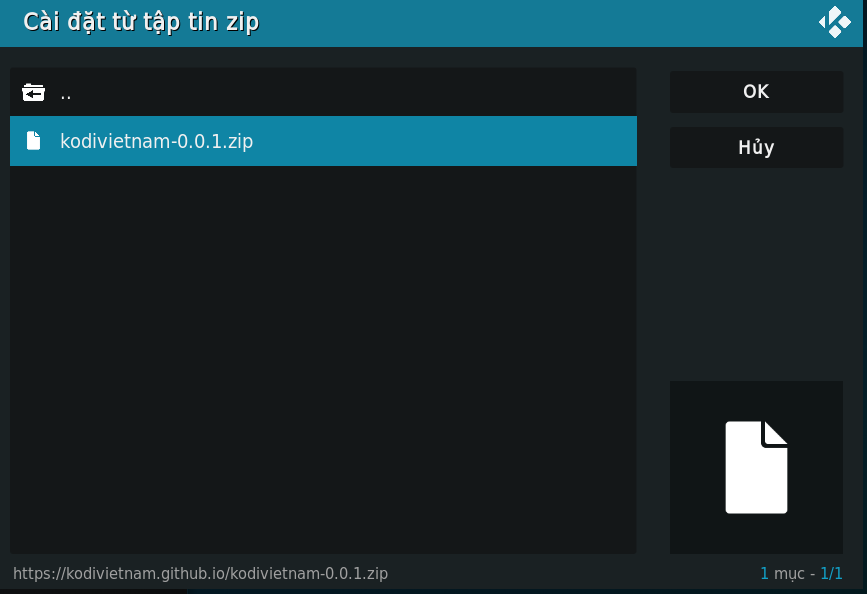 Cài đặt từ tập tin zip
..
kodivietnam-0.0.1.zip
OK
Hủy
https://kodivietnam.github.io/kodivietnam-0.0.1.zip
1 mục - 1/1